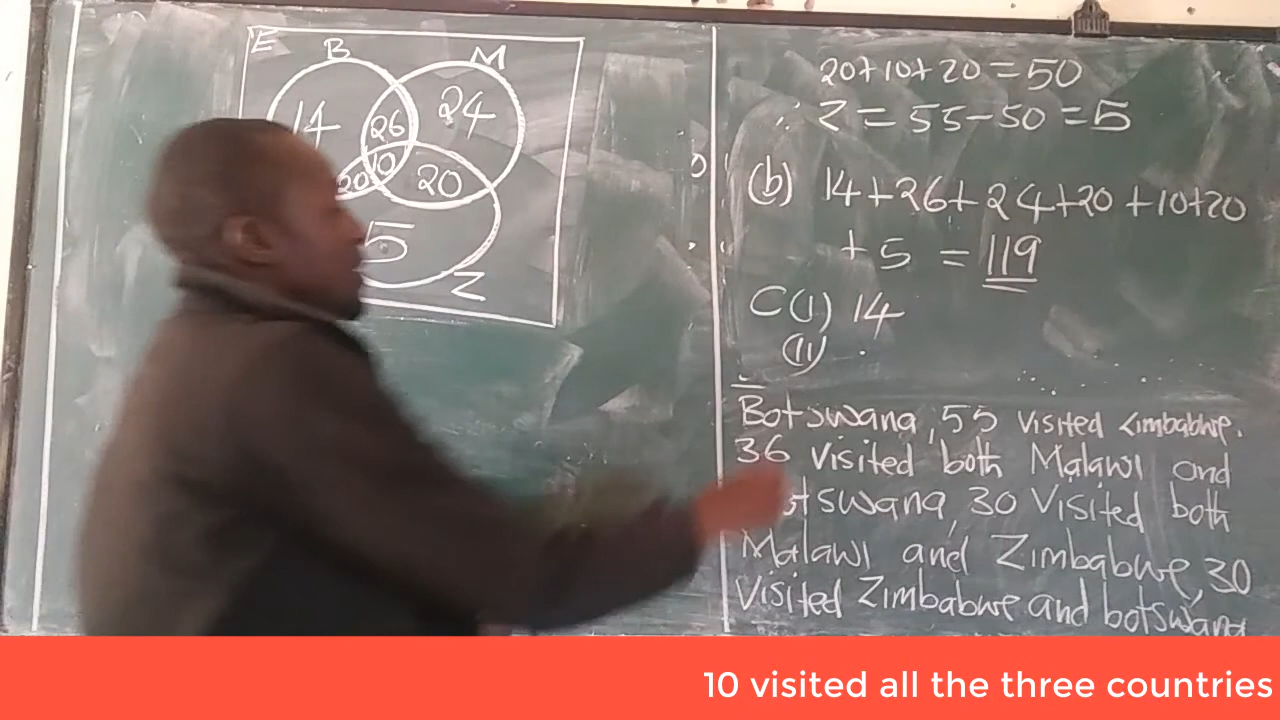 E
B
M
14
26
24
20
10
20
5
Z
20+10+20=50
∴ Z = 55-50 = 5
(b) 14+26+24+20+10+20
+5 = 119
C(i) 14
(ii)
Botswana, 55 visited Zimbabwe.
36 visited both Malawi and
30 Visited both
Malawi and Zimbabwe, 30
visited Zimbabwe and botswana
10 visited all the three countries